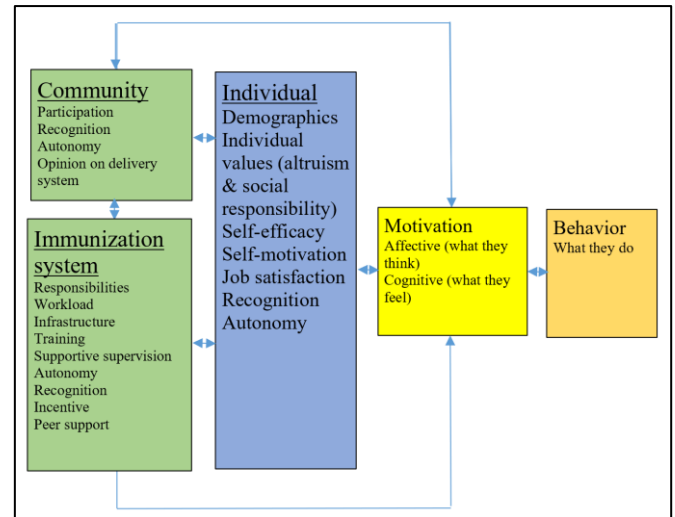 Community
Participation
Recognition
Autonomy
Opinion on delivery
system
Immunization
system
Responsibilities
Workload
Infrastructure
Training
Supportive supervision
Autonomy
Recognition
Incentive
Peer support
Individual
Demographics
Individual
values (altruism
& social
responsibility)
Self-efficacy
Self-motivation
Job satisfaction
Recognition
Autonomy
Motivation
Affective (what they
think)
Cognitive (what they
feel)
Behavior
What they do